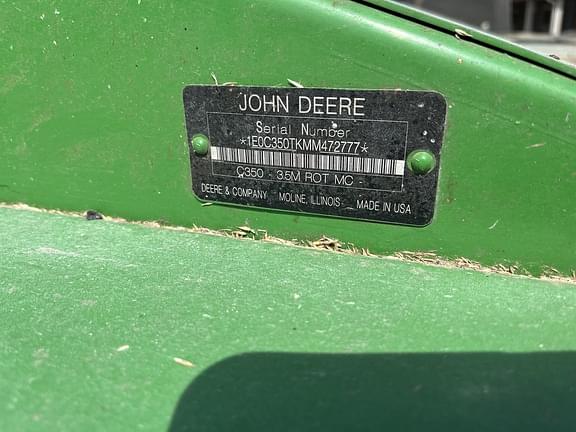 JOHN DEERE
Serial Number
*1E0C350TKMM472777*
C350 - 3.5M ROT MC -
DEERE & COMPANY - MOLINE, ILLINOIS - MADE IN USA